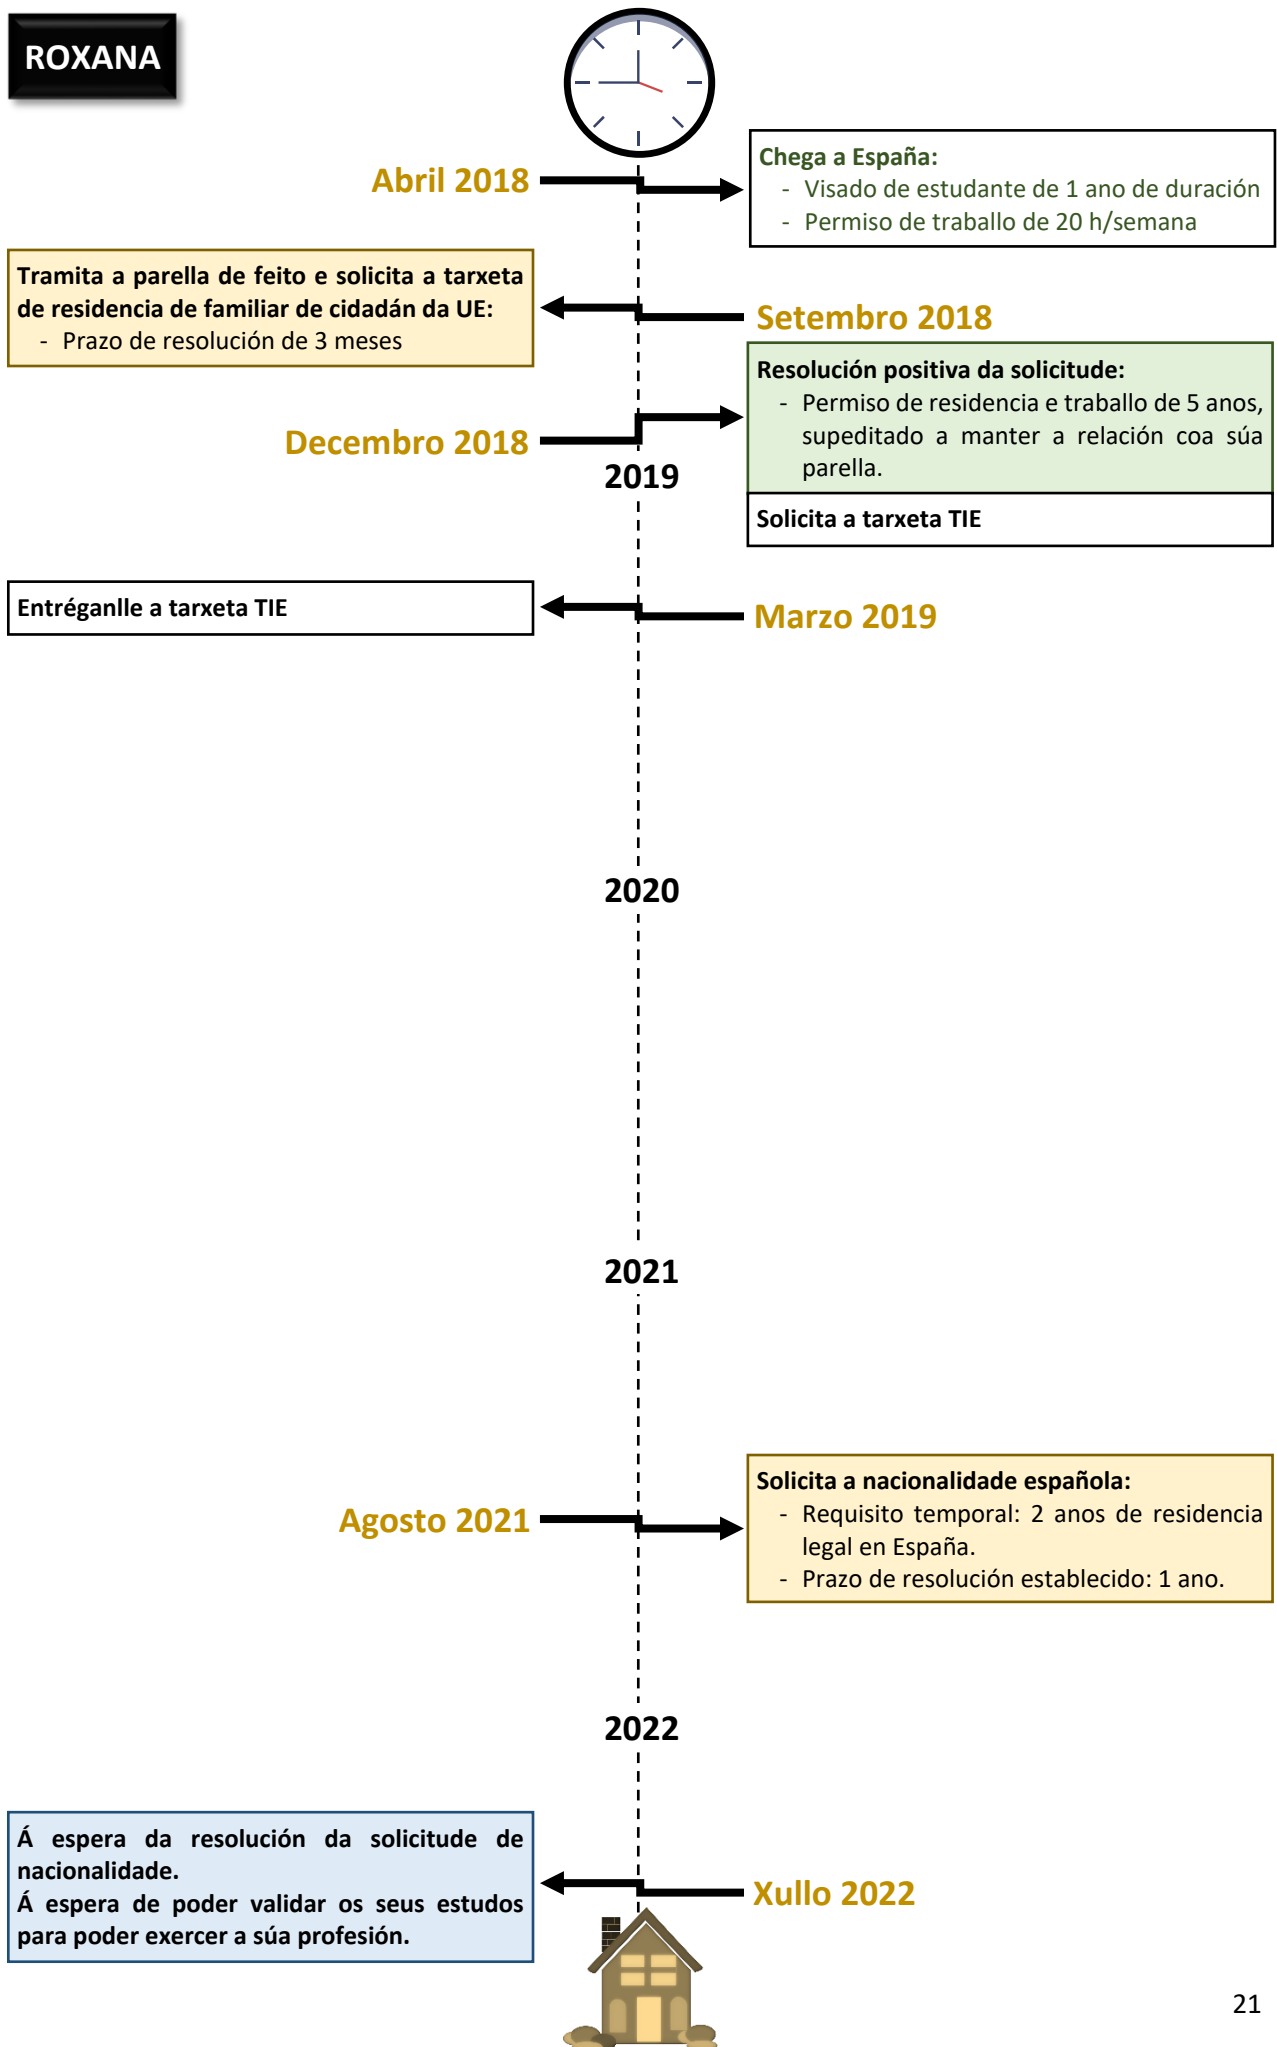 ROXANA
Abril 2018
Chega a España:
- Visado de estudante de 1 ano de duración
- Permiso de traballo de 20 h/semana
Tramita a parella de feito e solicita a tarxeta
de residencia de familiar de cidadán da UE:
- Prazo de resolución de 3 meses
Setembro 2018
Resolución positiva da solicitude:
- Permiso de residencia e traballo de 5 anos,
supeditado a manter a relación coa súa
parella.
Decembro 2018
2019
Solicita a tarxeta TIE
Entréganlle a tarxeta TIE
Marzo 2019
2020
2021
Agosto 2021
Solicita a nacionalidade española:
- Requisito temporal: 2 anos de residencia
legal en España.
- Prazo de resolución establecido: 1 ano.
2022
Á espera da resolución da solicitude de
nacionalidade.
Á espera de poder validar os seus estudos
para poder exercer a súa profesión.
Xullo 2022
21